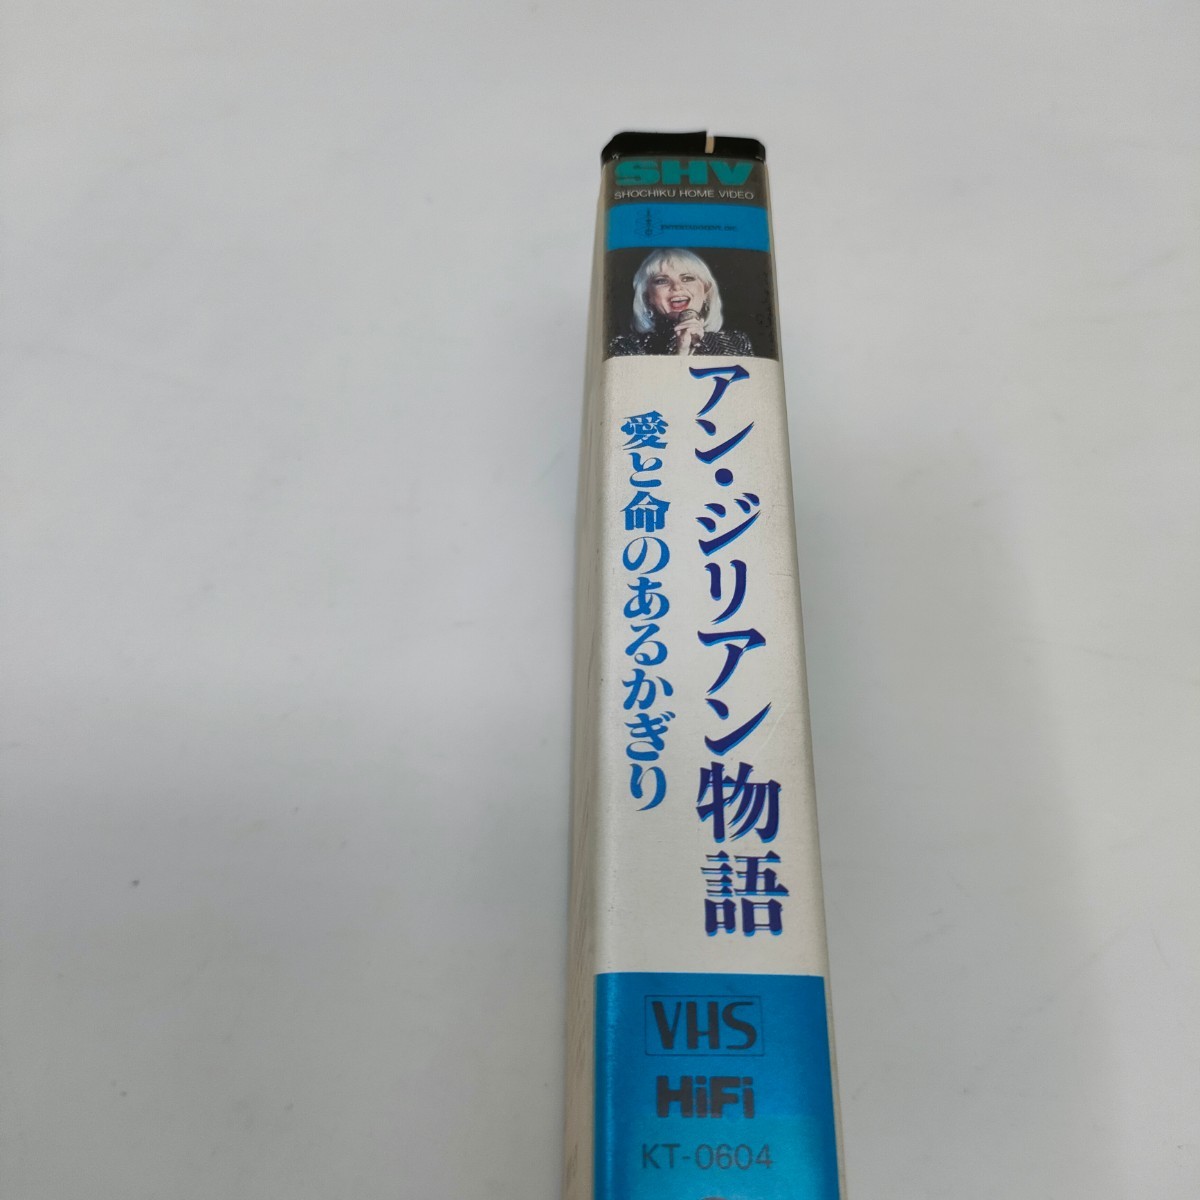 SHV
SHOCHIKU HOME VIDEO
アン・ジリアン物語
愛と命のあるかぎり
VHS
HiFi
KT-0604